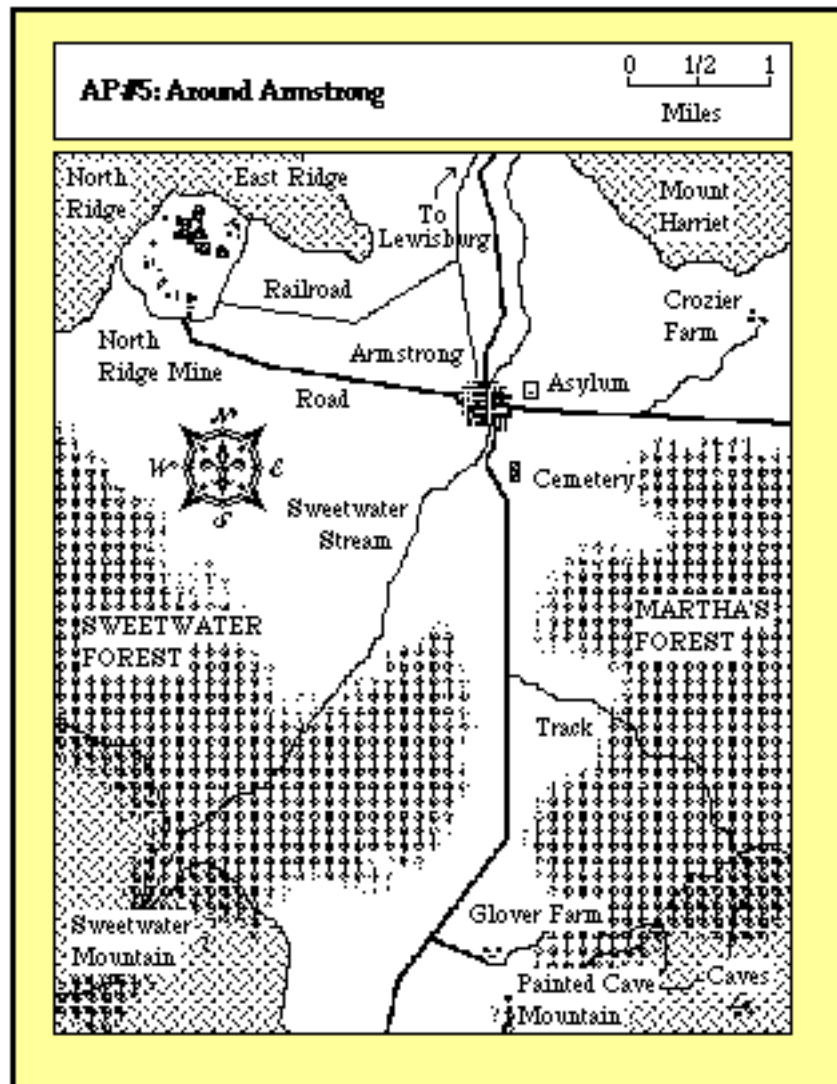 AP#5: Around Armstrong
0 1/2 1
Miles
North
Ridge
East Ridge
To
Lewisburg
Mount
Harriet
Railroad
Crozier
Farm
North
Ridge Mine
Armstrong
Road
Asylum
N
W E
S
Cemetery
Sweetwater
Stream
SWEETWATER
FOREST
MARTHA'S
FOREST
Track
Glover Farm
Sweetwater
Mountain
?
Painted Cave
Mountain
Caves
?